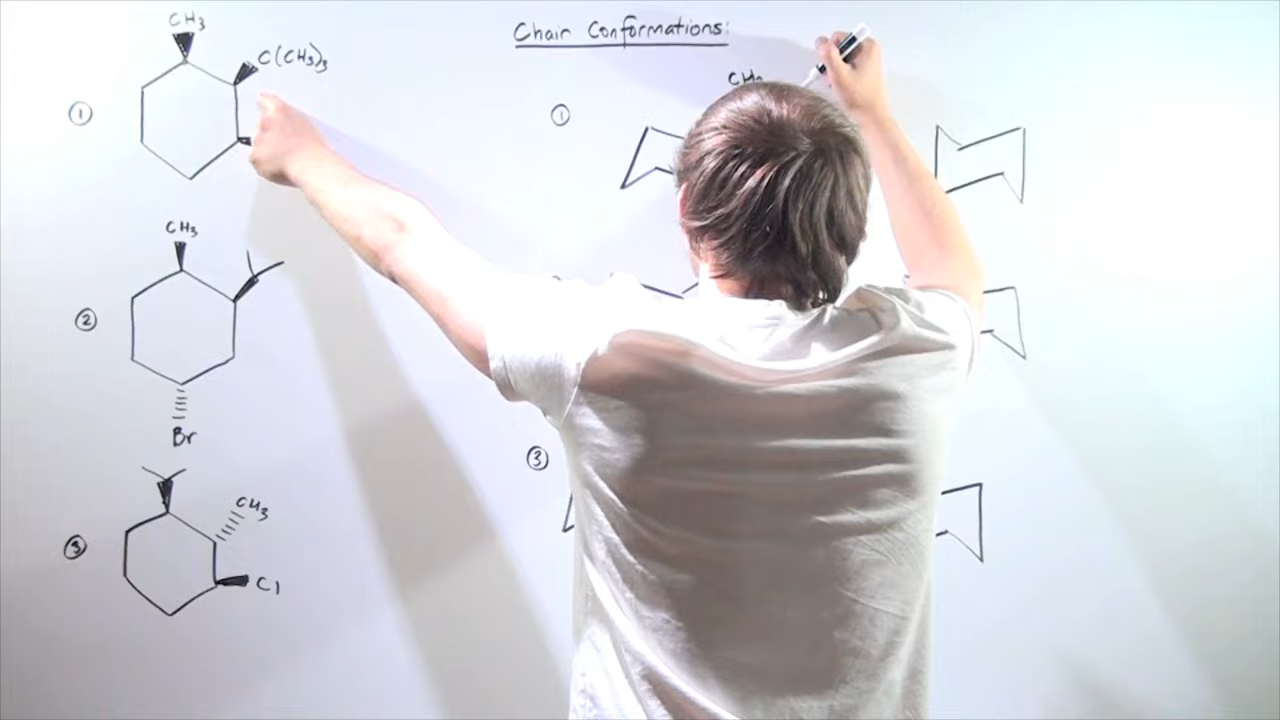 Chair Conformations:
①
CH₃
C(CH₃)₃
②
CH₃
Br
③
CH₃
Cl
①
③